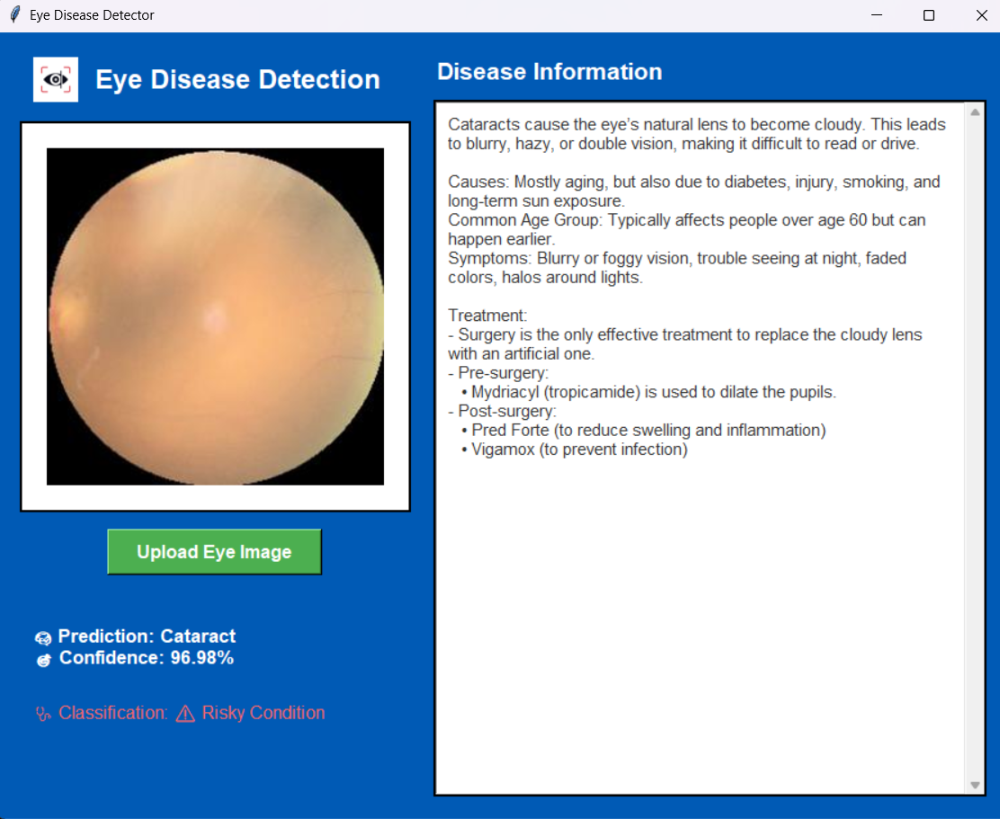 Eye Disease Detector
Eye Disease Detection
Upload Eye Image
Prediction: Cataract
Confidence: 96.98%
Classification: ⚠ Risky Condition
Disease Information
Cataracts cause the eye's natural lens to become cloudy. This leads
to blurry, hazy, or double vision, making it difficult to read or drive.
Causes: Mostly aging, but also due to diabetes, injury, smoking, and
long-term sun exposure.
Common Age Group: Typically affects people over age 60 but can
happen earlier.
Symptoms: Blurry or foggy vision, trouble seeing at night, faded
colors, halos around lights.
Treatment:
- Surgery is the only effective treatment to replace the cloudy lens
with an artificial one.
- Pre-surgery:
• Mydriacyl (tropicamide) is used to dilate the pupils.
- Post-surgery:
• Pred Forte (to reduce swelling and inflammation)
• Vigamox (to prevent infection)